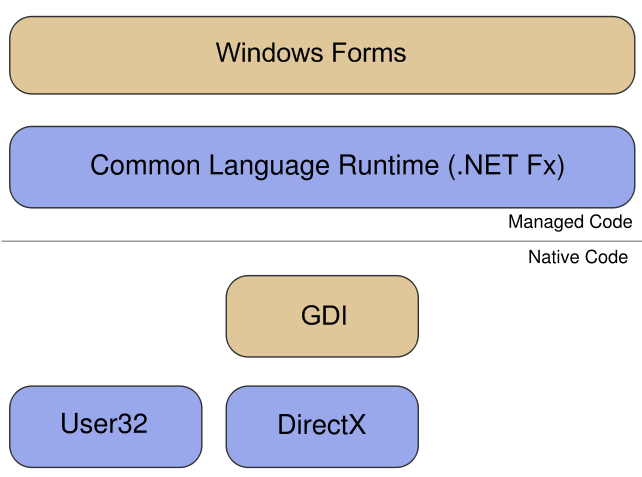 Windows Forms
Common Language Runtime (.NET Fx)
Managed Code
Native Code
GDI
User32
DirectX